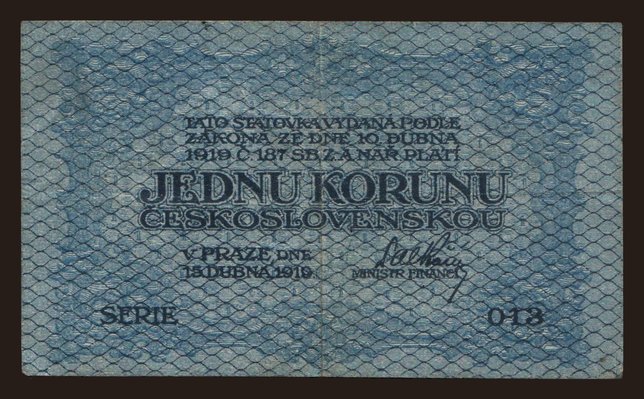 TATO STÁTOVKA VYDANÁ PODLE
ZÁKONA ZE DNE 10. DUBNA
1919 Č. 187 SB. Z. A NAŘ. PLATÍ
JEDNU KORUNU
ČESKOSLOVENSKOU
V PRAZE DNE
15. DUBNA 1919
MINISTR FINANCÍ
SERIE 013